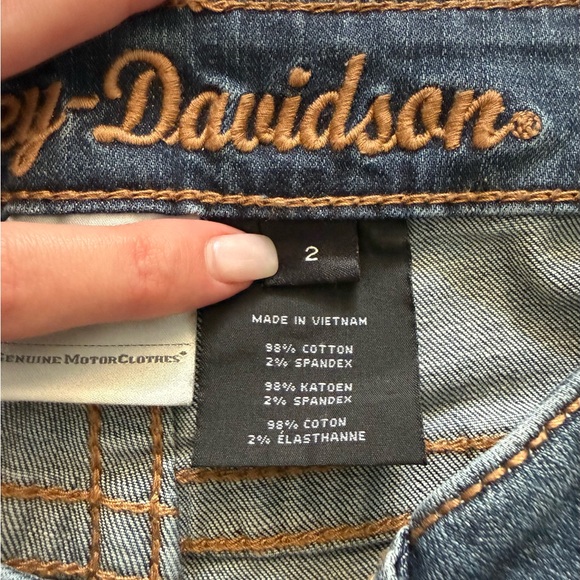 ey-Davidson®
2
MADE IN VIETNAM
98% COTTON
2% SPANDEX
98% KATOEN
2% SPANDEX
98% COTON
2% ÉLASTHANNE
GENUINE MOTORCLOTHES®